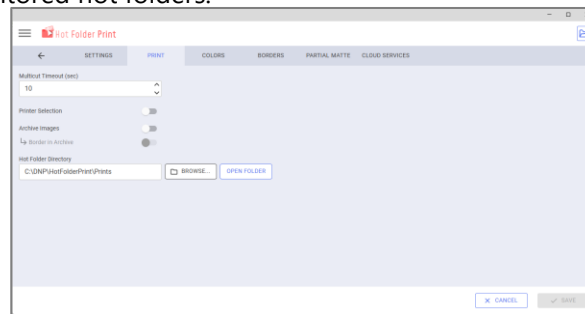 itored hot folders.
Hot Folder Print
SETTINGS PRINT COLORS BORDERS PARTIAL MATTE CLOUD SERVICES
Multicut Timeout (sec)
10
Printer Selection
Archive Images
Border in Archive
Hot Folder Directory
C:\DNP\HotFolderPrint\Prints BROWSE... OPEN FOLDER
CANCEL SAVE